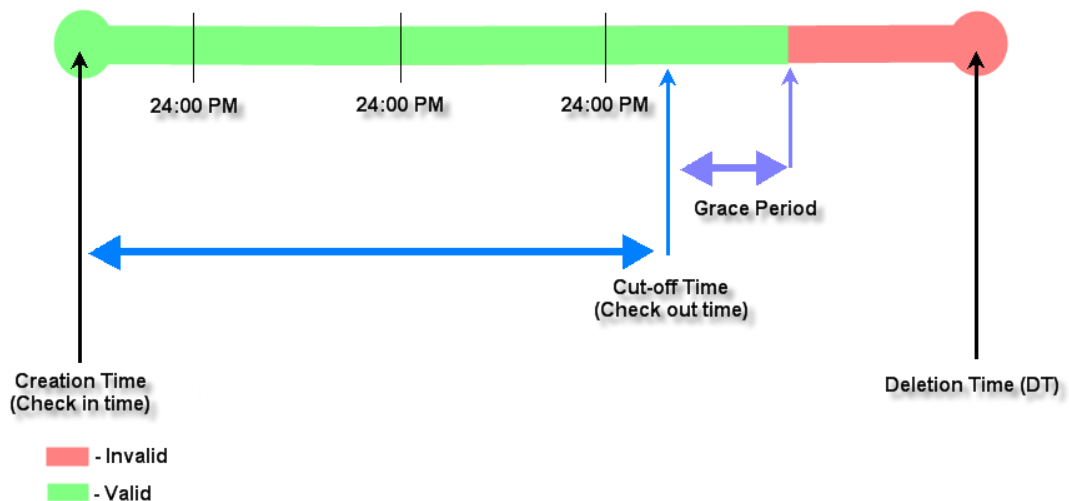 24:00 PM
24:00 PM
24:00 PM
Grace Period
Cut-off Time
(Check out time)
Creation Time
(Check in time)
Deletion Time (DT)
- Invalid
- Valid